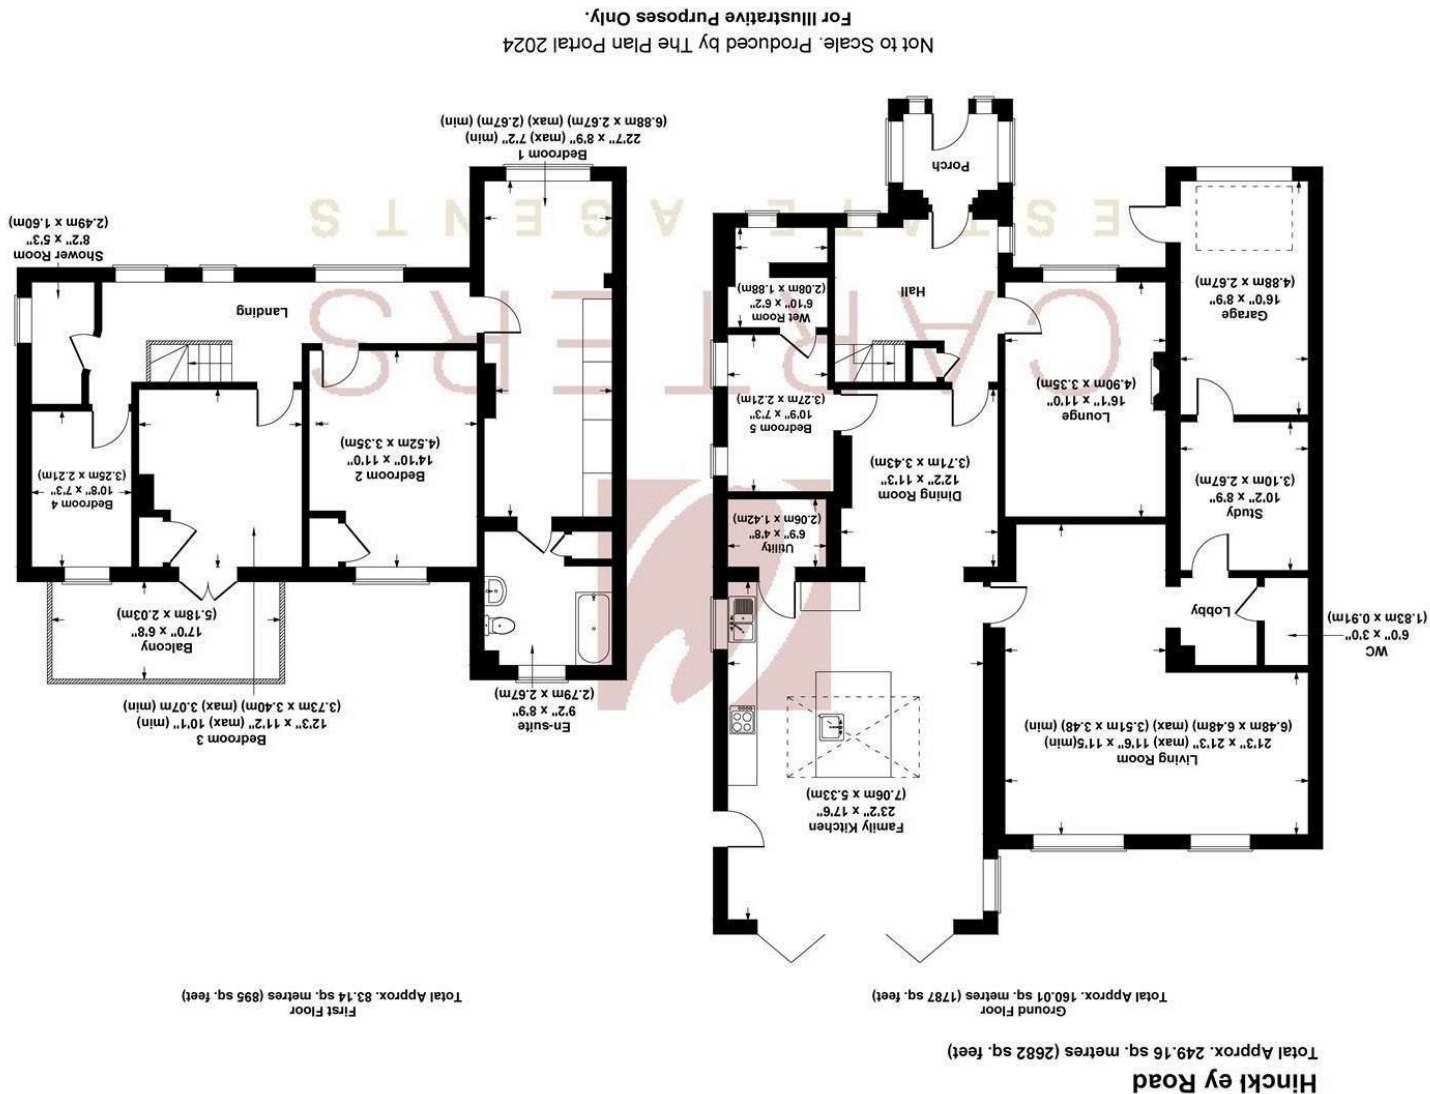 Hinckley Road
Total Approx. 249.16 sq. metres (2682 sq. feet)
Ground Floor
Total Approx. 160.01 sq. metres (1787 sq. feet)
First Floor
Total Approx. 83.14 sq. metres (895 sq. feet)
Living Room
21'3" x 21'3" (max) 11'6" x 11'5(min)
(6.48m x 6.48m) (max) (3.51m x 3.48) (min)
Family Kitchen
23'2" x 17'6"
(7.06m x 5.33m)
WC
6'0" x 3'0"
(1.83m x 0.91m)
Lobby
Study
10'2" x 8'9"
(3.10m x 2.67m)
Utility
6'9" x 4'8"
(2.06m x 1.42m)
Dining Room
12'2" x 11'3"
(3.71m x 3.43m)
Bedroom 5
10'9" x 7'3"
(3.27m x 2.21m)
Lounge
16'1" x 11'0"
(4.90m x 3.35m)
Garage
16'0" x 8'9"
(4.88m x 2.67m)
Hall
Wet Room
6'10" x 6'2"
(2.08m x 1.88m)
Porch
En-suite
9'2" x 8'9"
(2.79m x 2.67m)
Bedroom 3
12'3" x 11'2" (max) 10'1" (min)
(3.73m x 3.40m (max) 3.07m (min)
Balcony
17'0" x 6'8"
(5.18m x 2.03m)
Bedroom 2
14'10" x 11'0"
(4.52m x 3.35m)
Bedroom 4
10'8" x 7'3"
(3.25m x 2.21m)
Landing
Shower Room
8'2" x 5'3"
(2.49m x 1.60m)
Bedroom 1
22'7" x 8'9" (max) 7'2" (min)
(6.88m x 2.67m) (max) (2.67m) (min)
CARTERS
ESTATE AGENTS
Not to Scale. Produced by The Plan Portal 2024
For Illustrative Purposes Only.